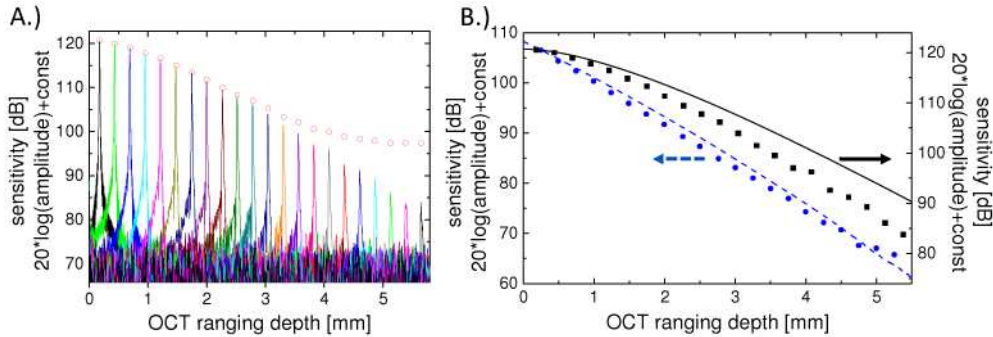 A.)
120
110
100
90
80
70
sensitivity [dB]
20*log(amplitude)+const
0 1 2 3 4 5
OCT ranging depth [mm]
B.)
110
100
90
80
70
60
sensitivity [dB]
20*log(amplitude)+const
0 1 2 3 4 5
OCT ranging depth [mm]
120
110
100
90
80
sensitivity [dB]
20*log(amplitude)+const